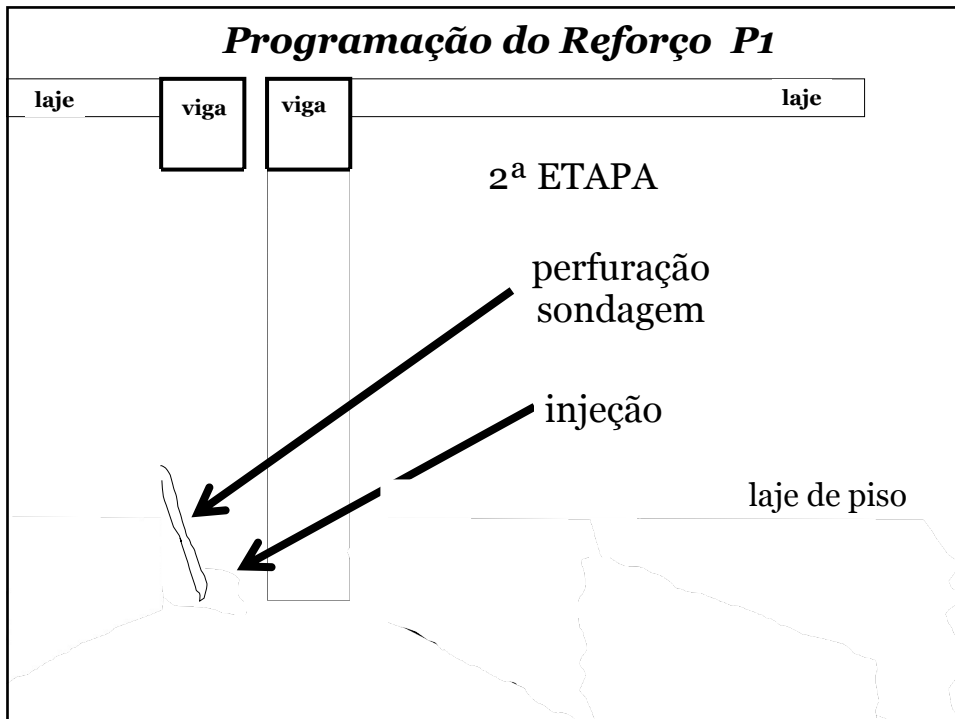 Programação do Reforço P1
laje
viga
viga
laje
2ª ETAPA
perfuração
sondagem
injeção
laje de piso